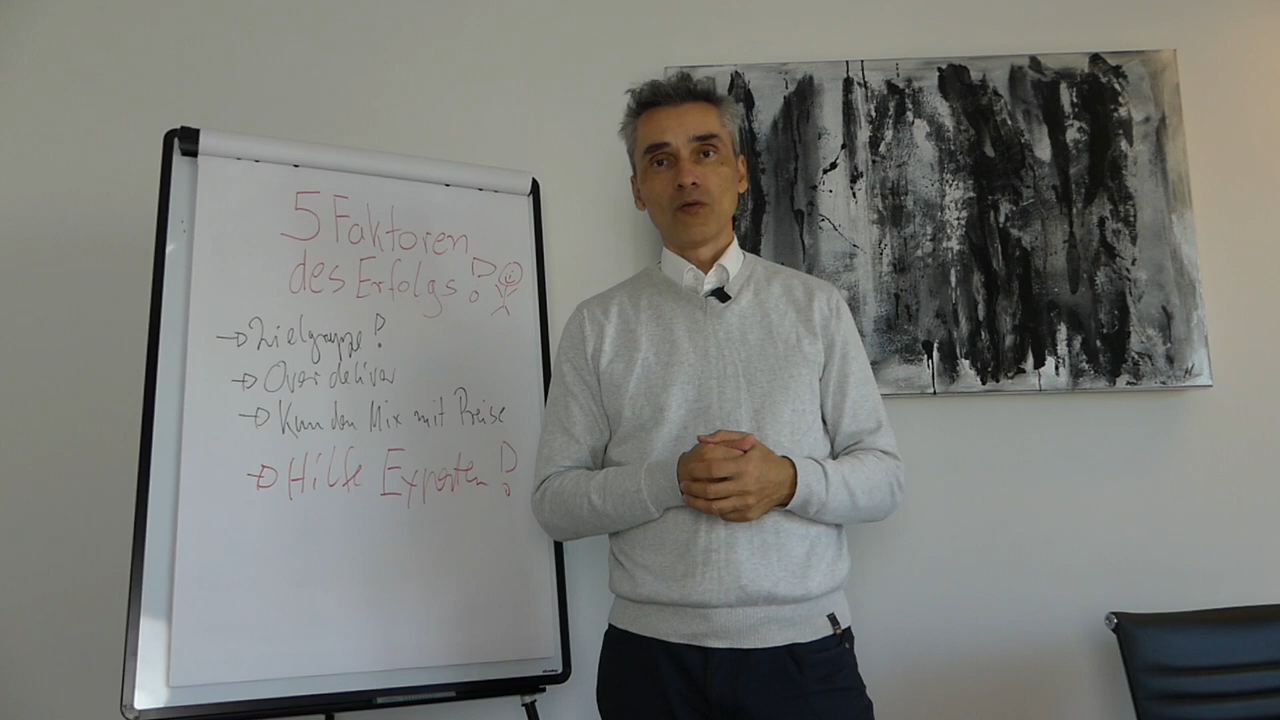 5 Faktoren
des Erfolgs!
→ Zielgruppe!
→ Over deliver
→ Kunden Mix mit Preise
→ Hilfe Experten!